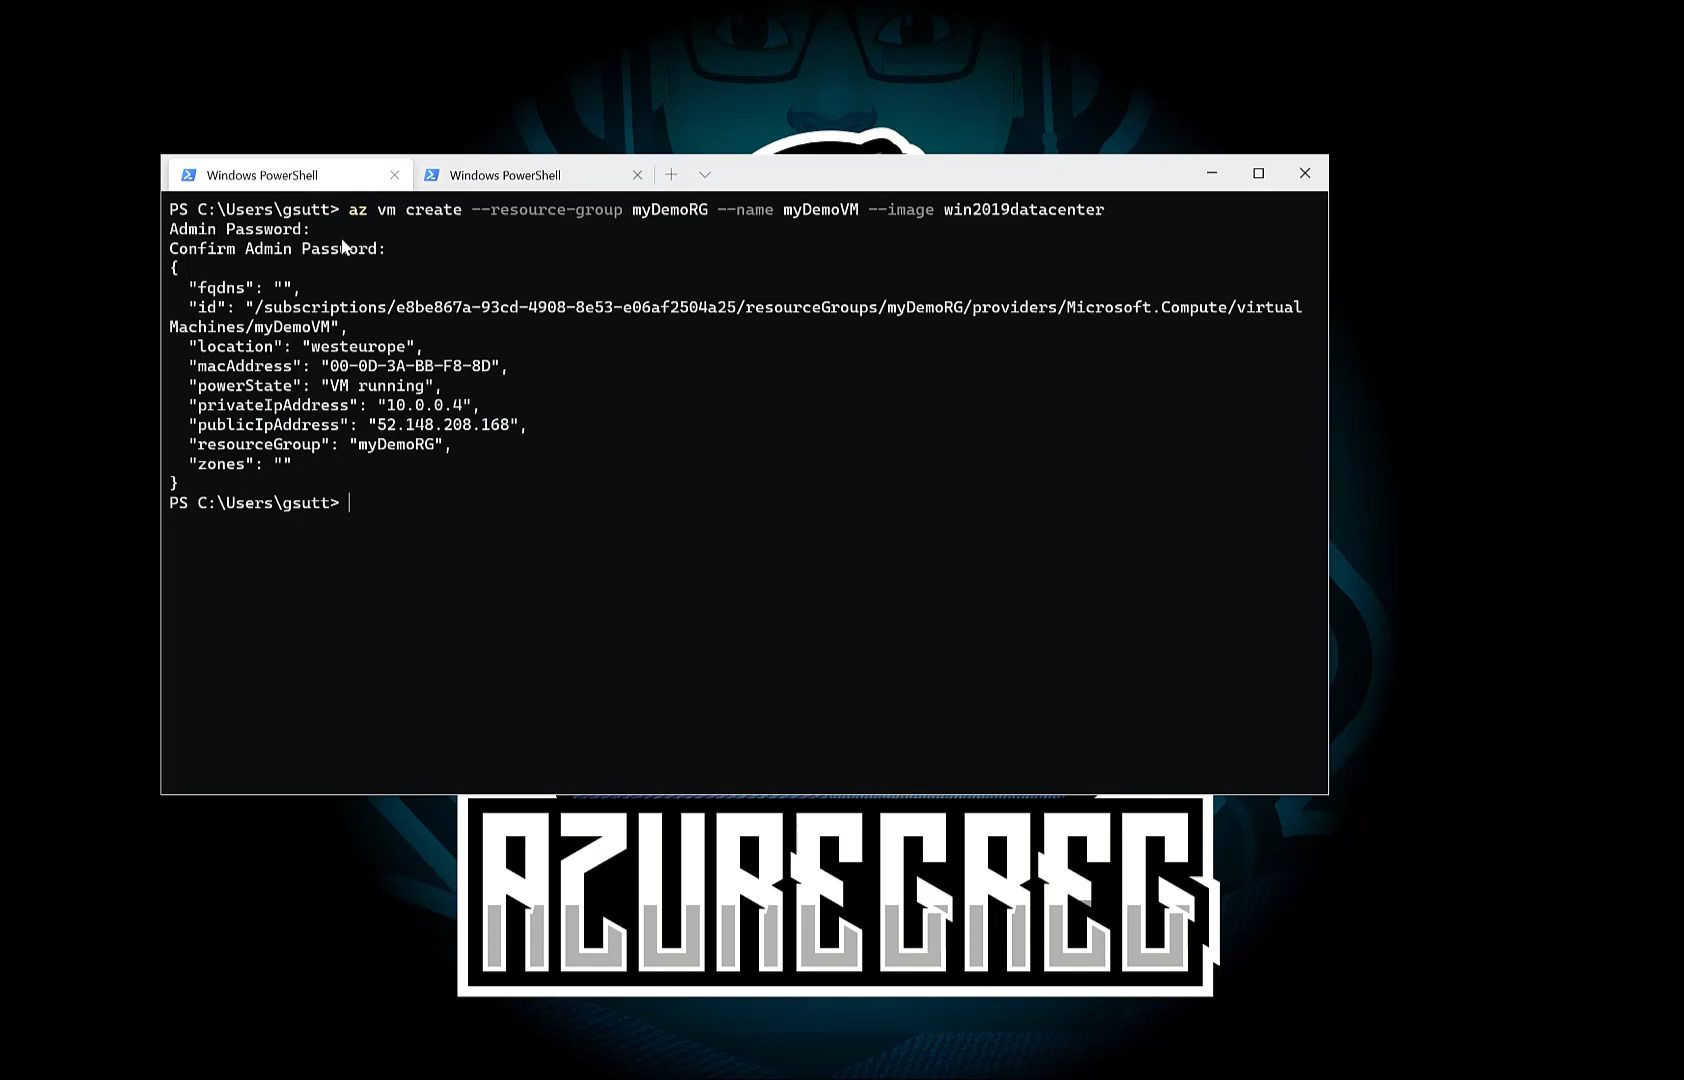 Windows PowerShell Windows PowerShell
PS C:\Users\gsutt> az vm create --resource-group myDemoRG --name myDemoVM --image win2019datacenter
Admin Password:
Confirm Admin Password:
{
"fqdns": "",
"id": "/subscriptions/e8be867a-93cd-4908-8e53-e06af2504a25/resourceGroups/myDemoRG/providers/Microsoft.Compute/virtual
Machines/myDemoVM",
"location": "westeurope",
"macAddress": "00-0D-3A-BB-F8-8D",
"powerState": "VM running",
"privateIpAddress": "10.0.0.4",
"publicIpAddress": "52.148.208.168",
"resourceGroup": "myDemoRG",
"zones": ""
}
PS C:\Users\gsutt>
AZUREGREG